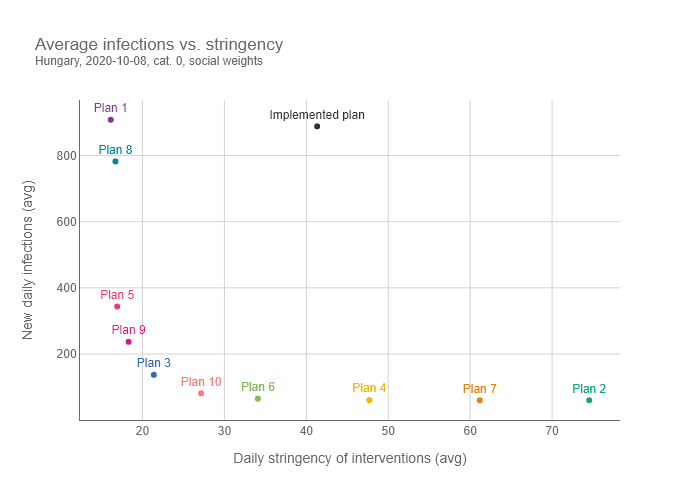 Average infections vs. stringency
Hungary, 2020-10-08, cat. 0, social weights
Plan 1
Implemented plan
Plan 8
800
600
400
200
New daily infections (avg)
Plan 5
Plan 9
Plan 3
Plan 10
Plan 6
Plan 4
Plan 7
Plan 2
20
30
40
50
60
70
Daily stringency of interventions (avg)